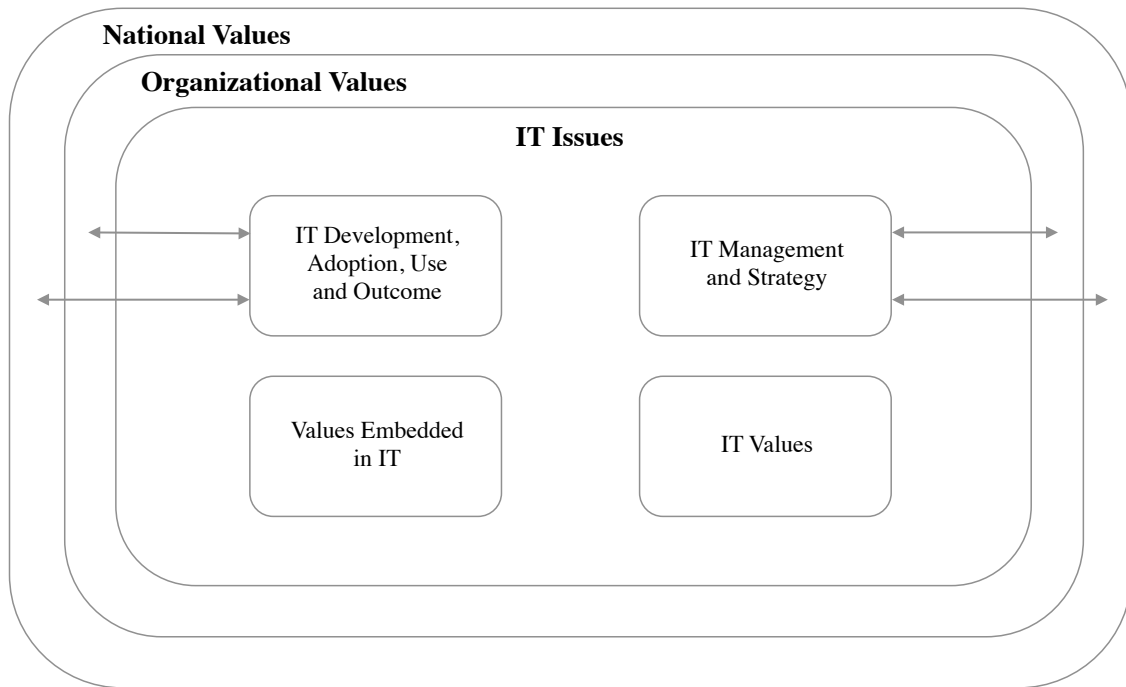 National Values
Organizational Values
IT Issues
IT Development,
Adoption, Use
and Outcome
IT Management
and Strategy
Values Embedded
in IT
IT Values